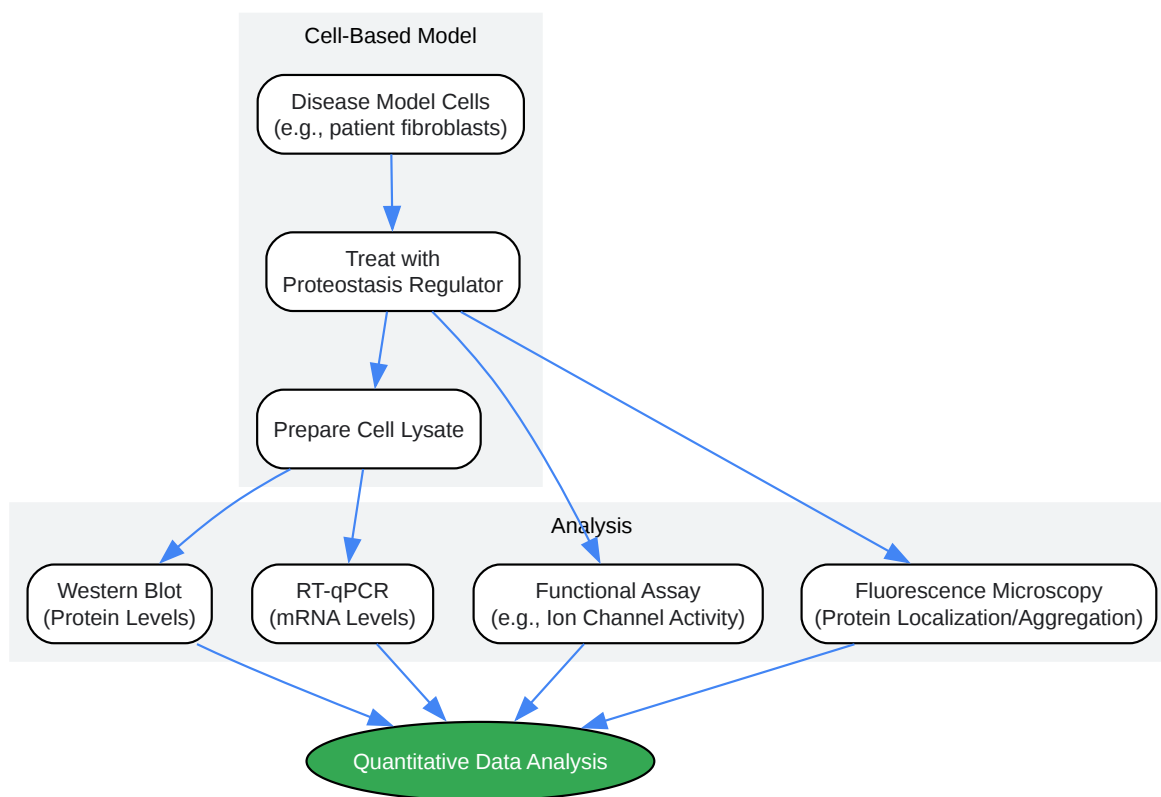 Cell-Based Model
Disease Model Cells
(e.g., patient fibroblasts)
Treat with
Proteostasis Regulator
Prepare Cell Lysate
Analysis
Western Blot
(Protein Levels)
RT-qPCR
(mRNA Levels)
Functional Assay
(e.g., Ion Channel Activity)
Fluorescence Microscopy
(Protein Localization/Aggregation)
Quantitative Data Analysis